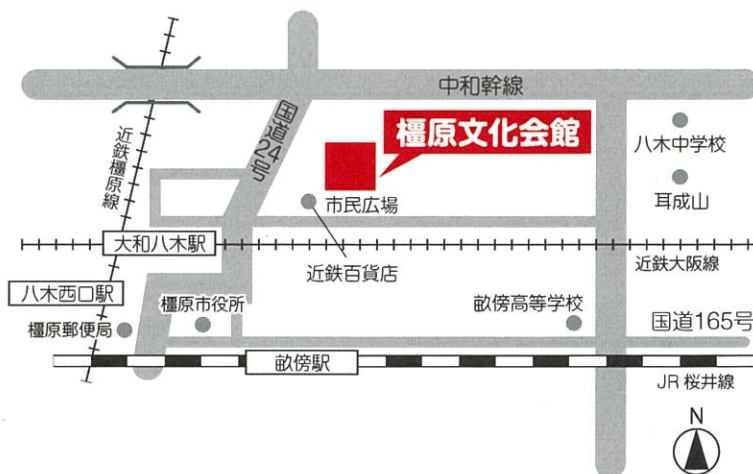 中和幹線
国道24号
橿原文化会館
八木中学校
近鉄橿原線
市民広場
耳成山
大和八木駅
近鉄百貨店
近鉄大阪線
八木西口駅
橿原市役所
畝傍高等学校
国道165号
橿原郵便局
畝傍駅
JR 桜井線
N